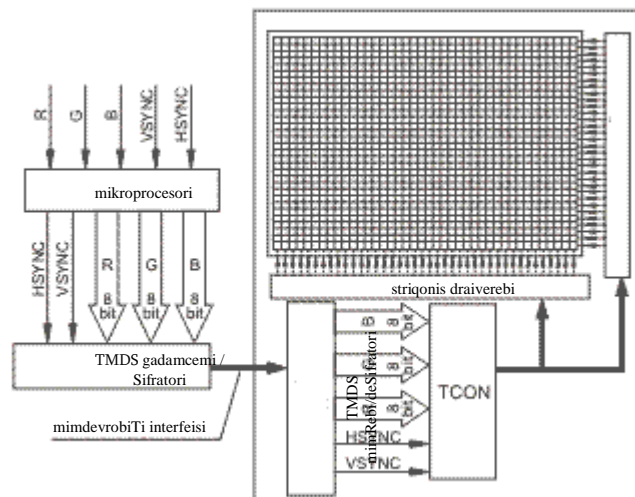 R
G
B
VSYNC
HSYNC
mikroprocesori
HSYNC
VSYNC
R
G
B
8 bit
8 bit
8 bit
TMDS gadamcemi /
Sifratori
mimdevrobiTi interfeisi
striqonis draiverebi
TMDS
mimRebi/deSifratori
B
8 bit
G
8 bit
R
8 bit
HSYNC
VSYNC
TCON